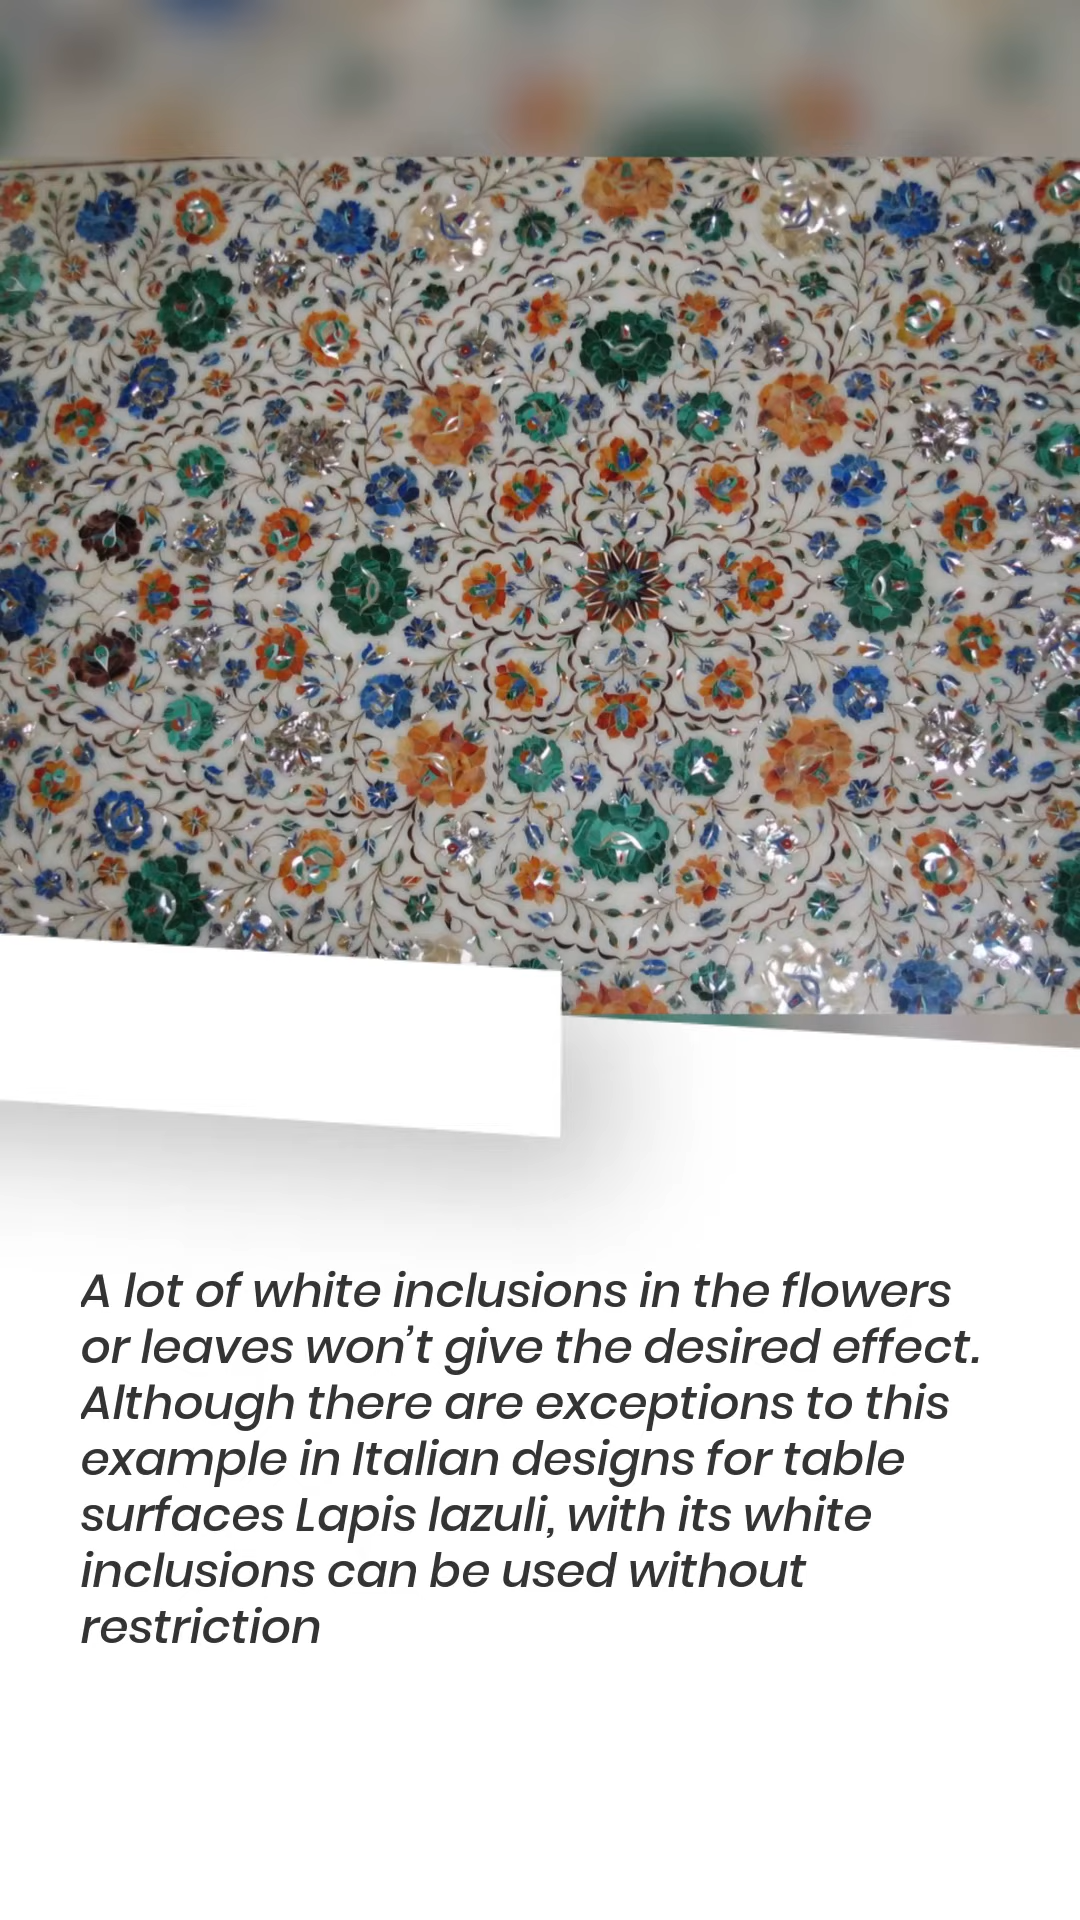 A lot of white inclusions in the flowers
or leaves won’t give the desired effect.
Although there are exceptions to this
example in Italian designs for table
surfaces Lapis lazuli, with its white
inclusions can be used without
restriction